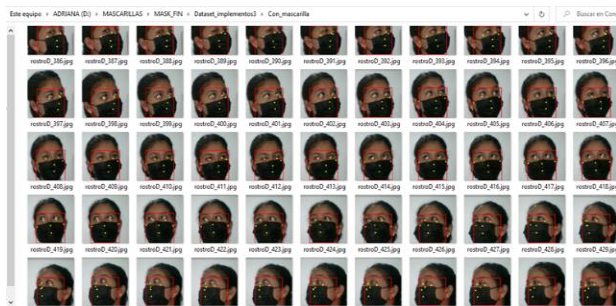 Este equipo > ADRIANA (D:) > MASCARILLAS > MASK_FIN > Dataset_implementos3 > Con_mascarilla
Buscar en Con
rostroD_386.jpg rostroD_387.jpg rostroD_388.jpg rostroD_389.jpg rostroD_390.jpg rostroD_391.jpg rostroD_392.jpg rostroD_393.jpg rostroD_394.jpg rostroD_395.jpg rostroD_396.jpg
rostroD_397.jpg rostroD_398.jpg rostroD_399.jpg rostroD_400.jpg rostroD_401.jpg rostroD_402.jpg rostroD_403.jpg rostroD_404.jpg rostroD_405.jpg rostroD_406.jpg rostroD_407.jpg
rostroD_408.jpg rostroD_409.jpg rostroD_410.jpg rostroD_411.jpg rostroD_412.jpg rostroD_413.jpg rostroD_414.jpg rostroD_415.jpg rostroD_416.jpg rostroD_417.jpg rostroD_418.jpg
rostroD_419.jpg rostroD_420.jpg rostroD_421.jpg rostroD_422.jpg rostroD_423.jpg rostroD_424.jpg rostroD_425.jpg rostroD_426.jpg rostroD_427.jpg rostroD_428.jpg rostroD_429.jpg